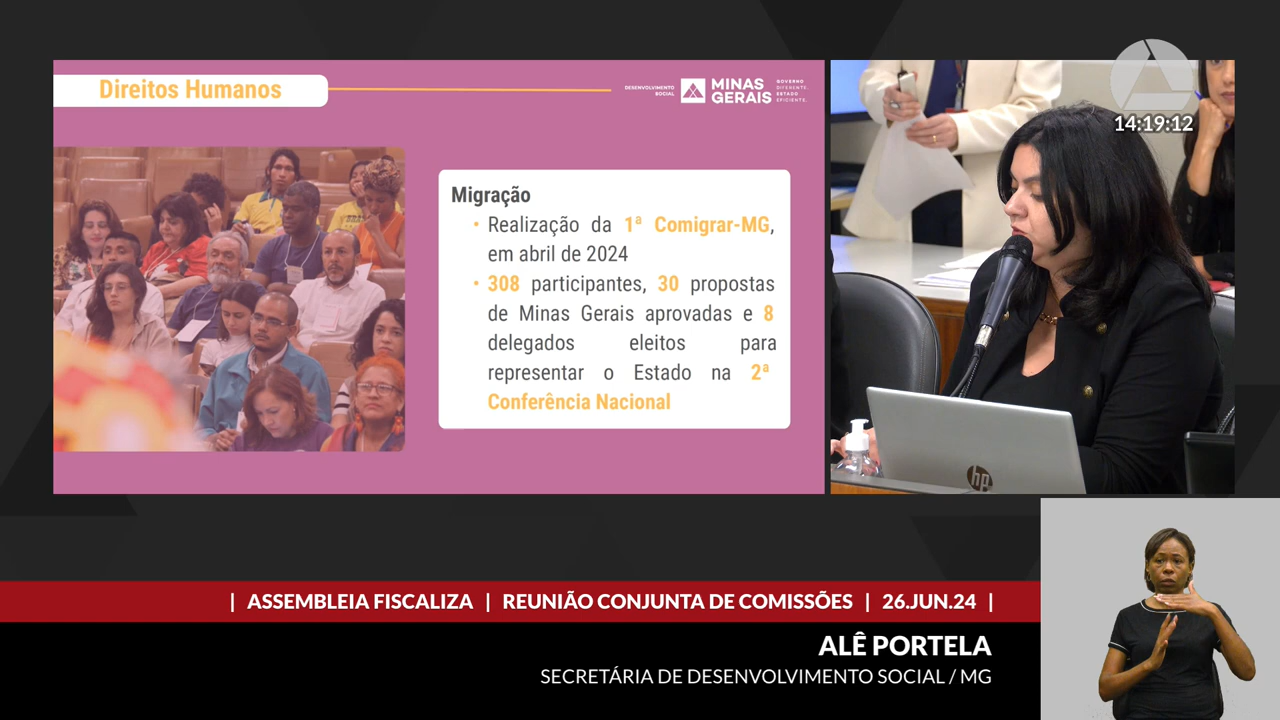 Direitos Humanos
DESENVOLVIMENTO
SOCIAL
MINAS
GERAIS
GOVERNO
DIFERENTE.
ESTADO
EFICIENTE.
14:19:12
Migração
• Realização da 1ª Comigrar-MG,
em abril de 2024
• 308 participantes, 30 propostas
de Minas Gerais aprovadas e 8
delegados eleitos para
representar o Estado na 2ª
Conferência Nacional
hp
| ASSEMBLEIA FISCALIZA | REUNIÃO CONJUNTA DE COMISSÕES | 26.JUN.24 |
ALÊ PORTELA
SECRETÁRIA DE DESENVOLVIMENTO SOCIAL / MG